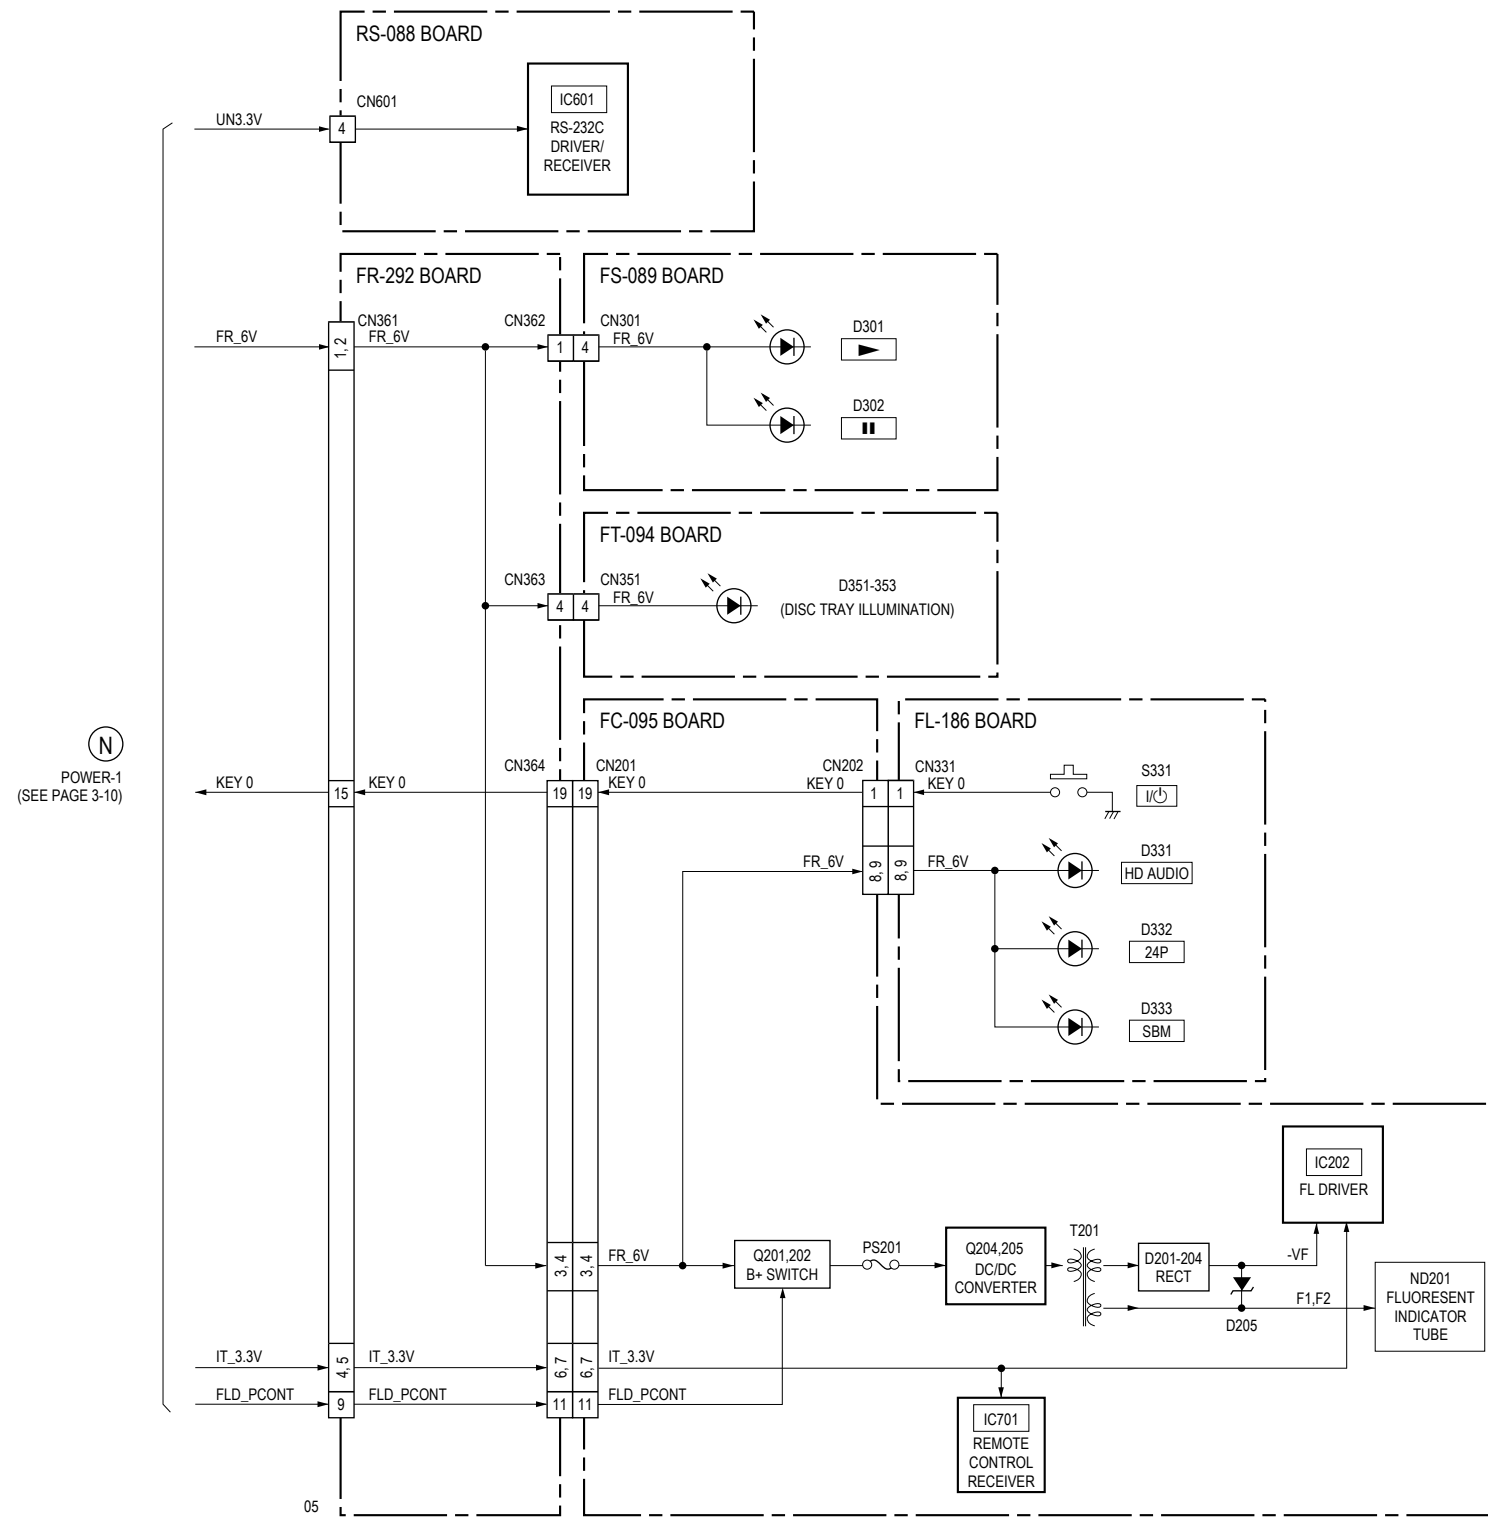 RS-088 BOARD
CN601
UN3.3V
4
IC601
RS-232C
DRIVER/
RECEIVER
FR-292 BOARD
FS-089 BOARD
CN361
CN362
CN301
FR_6V
1, 2
FR_6V
1
4
FR_6V
D301
D302
FT-094 BOARD
CN363
CN351
4
4
FR_6V
D351-353
(DISC TRAY ILLUMINATION)
N
POWER-1
(SEE PAGE 3-10)
FC-095 BOARD
FL-186 BOARD
CN364
CN201
CN202
CN331
KEY 0
15
KEY 0
19
19
KEY 0
KEY 0
1
1
KEY 0
S331
I/
FR_6V
8, 9
8, 9
FR_6V
D331
HD AUDIO
D332
24P
D333
SBM
3, 4
3, 4
FR_6V
Q201,202
B+ SWITCH
PS201
Q204,205
DC/DC
CONVERTER
T201
D201-204
RECT
-VF
IC202
FL DRIVER
F1,F2
D205
ND201
FLUORESENT
INDICATOR
TUBE
IT_3.3V
4, 5
IT_3.3V
6, 7
6, 7
IT_3.3V
FLD_PCONT
9
FLD_PCONT
11
11
FLD_PCONT
IC701
REMOTE
CONTROL
RECEIVER
05